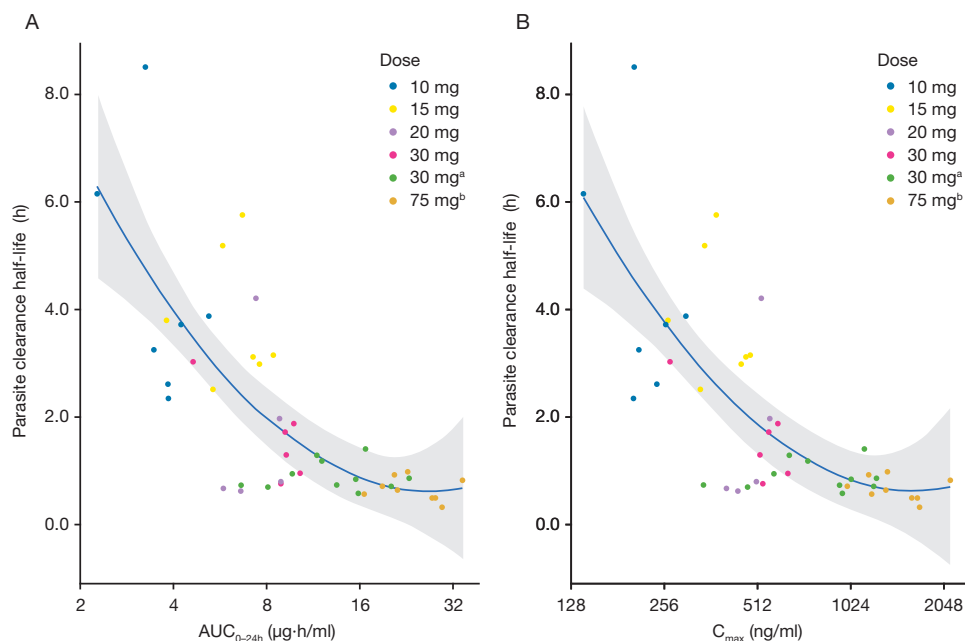 A
Dose
10 mg
15 mg
20 mg
30 mg
30 mgᵃ
75 mgᵇ
Parasite clearance half-life (h)
8.0
6.0
4.0
2.0
0.0
2 4 8 16 32
AUC₀₋₂₄ₕ (µg·h/ml)
B
Dose
10 mg
15 mg
20 mg
30 mg
30 mgᵃ
75 mgᵇ
Parasite clearance half-life (h)
8.0
6.0
4.0
2.0
0.0
128 256 512 1024 2048
Cₘₐₓ (ng/ml)